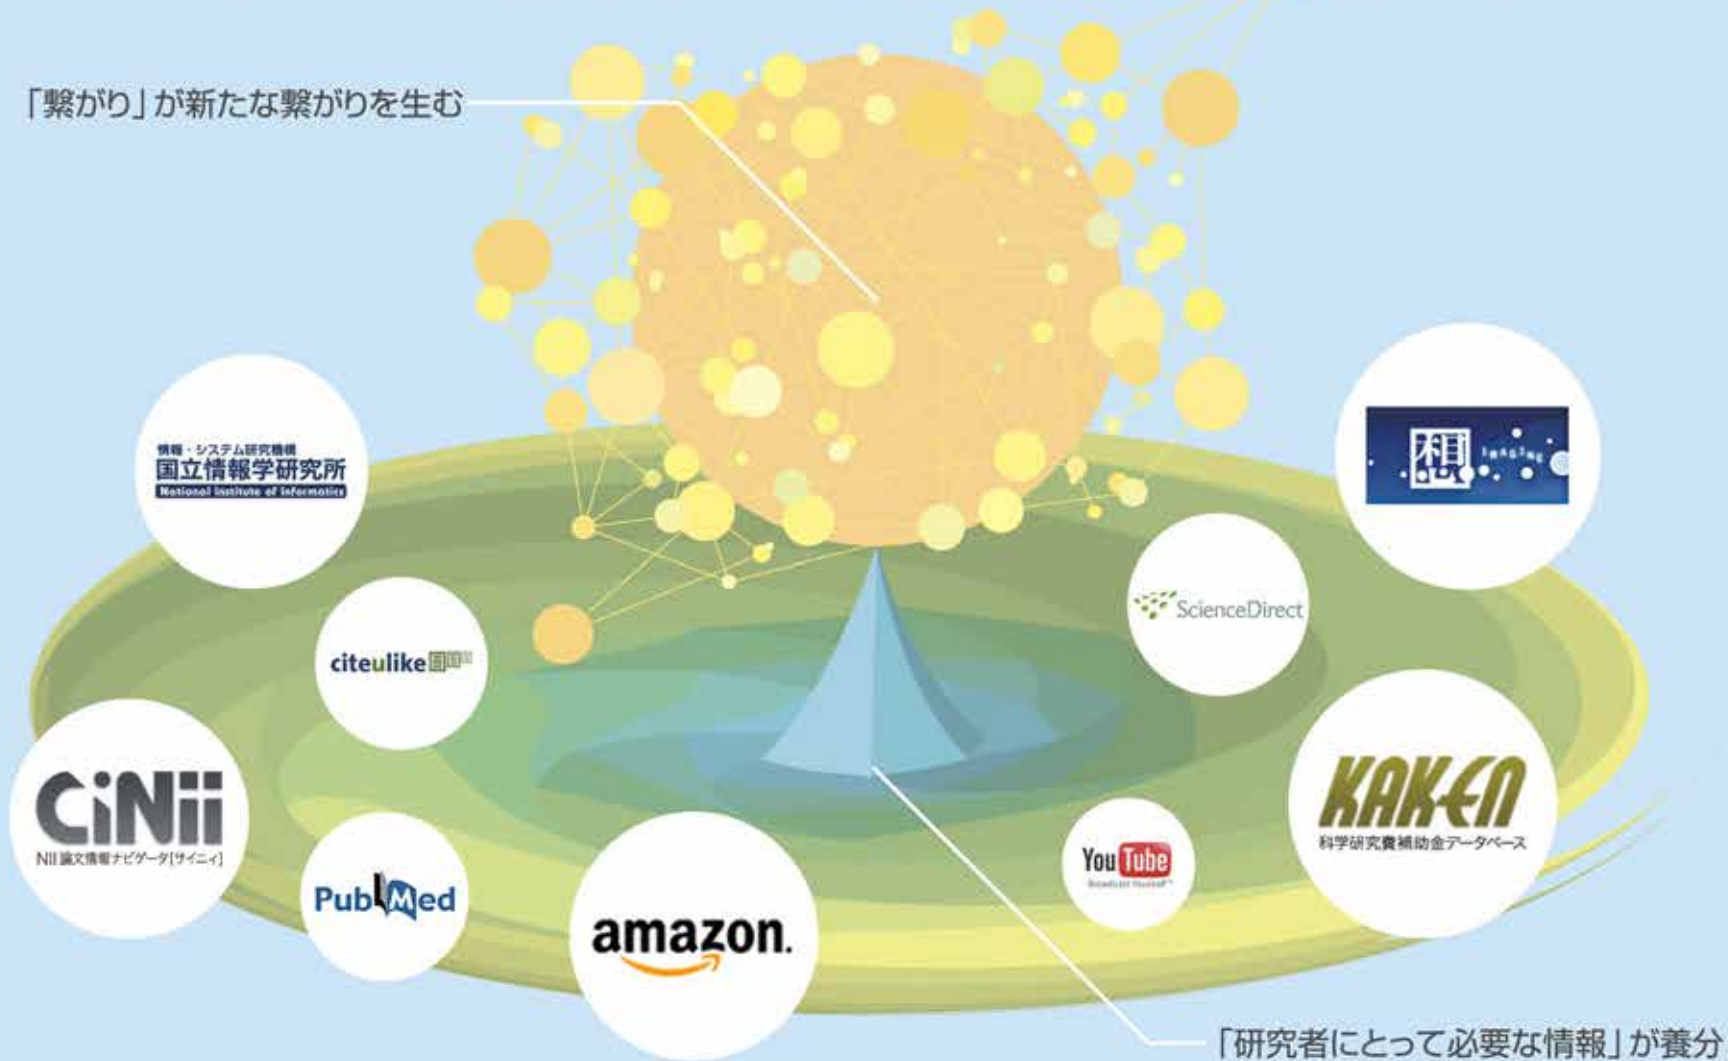 「繋がり」が新たな繋がりを生む
情報・システム研究機構
国立情報学研究所
National Institute of Informatics
想 IMAGINE
ScienceDirect
citeulike
CiNii
NII 論文情報ナビゲータ[サイニィ]
KAKEN
科学研究費補助金データベース
YouTube
Broadcast Yourself™
PubMed
amazon.
「研究者にとって必要な情報」が養分